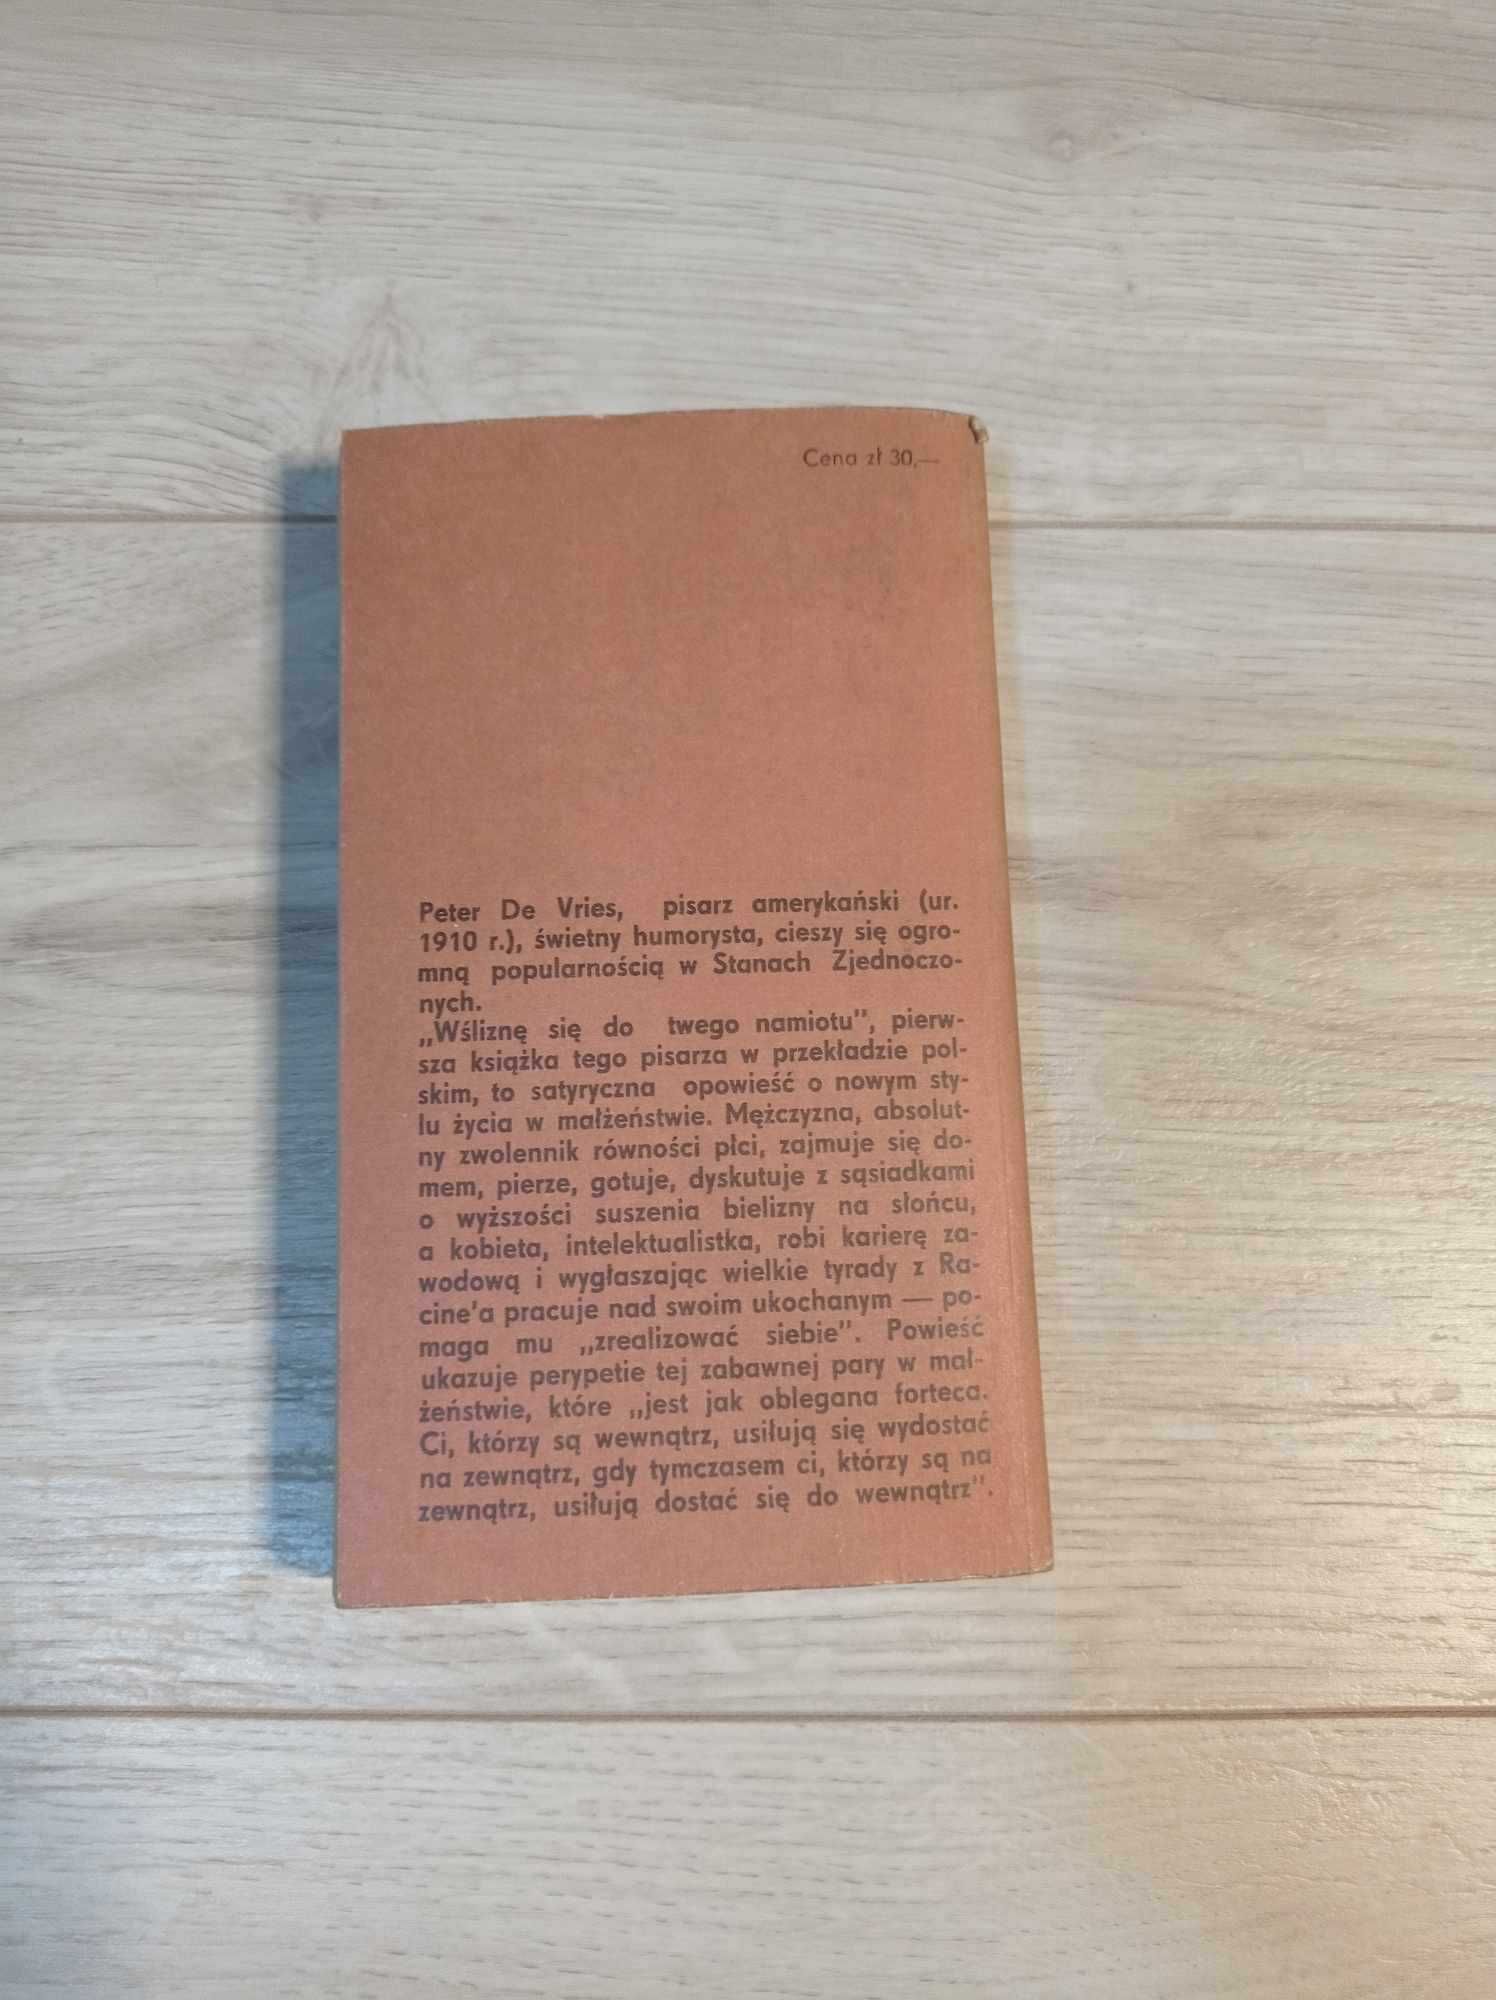 Cena zł 30,—
Peter De Vries, pisarz amerykański (ur.
1910 r.), świetny humorysta, cieszy się ogro-
mną popularnością w Stanach Zjednoczo-
nych.
„Wśliznę się do twego namiotu", pierw-
sza książka tego pisarza w przekładzie pol-
skim, to satyryczna opowieść o nowym sty-
lu życia w małżeństwie. Mężczyzna, absolut-
ny zwolennik równości płci, zajmuje się do-
mem, pierze, gotuje, dyskutuje z sąsiadkami
o wyższości suszenia bielizny na słońcu,
a kobieta, intelektualistka, robi karierę za-
wodową i wygłaszając wielkie tyrady z Ra-
cine'a pracuje nad swoim ukochanym — po-
maga mu „zrealizować siebie". Powieść
ukazuje perypetie tej zabawnej pary w mał-
żeństwie, które „jest jak oblegana forteca.
Ci, którzy są wewnątrz, usiłują się wydostać
na zewnątrz, gdy tymczasem ci, którzy są na
zewnątrz, usiłują dostać się do wewnątrz".